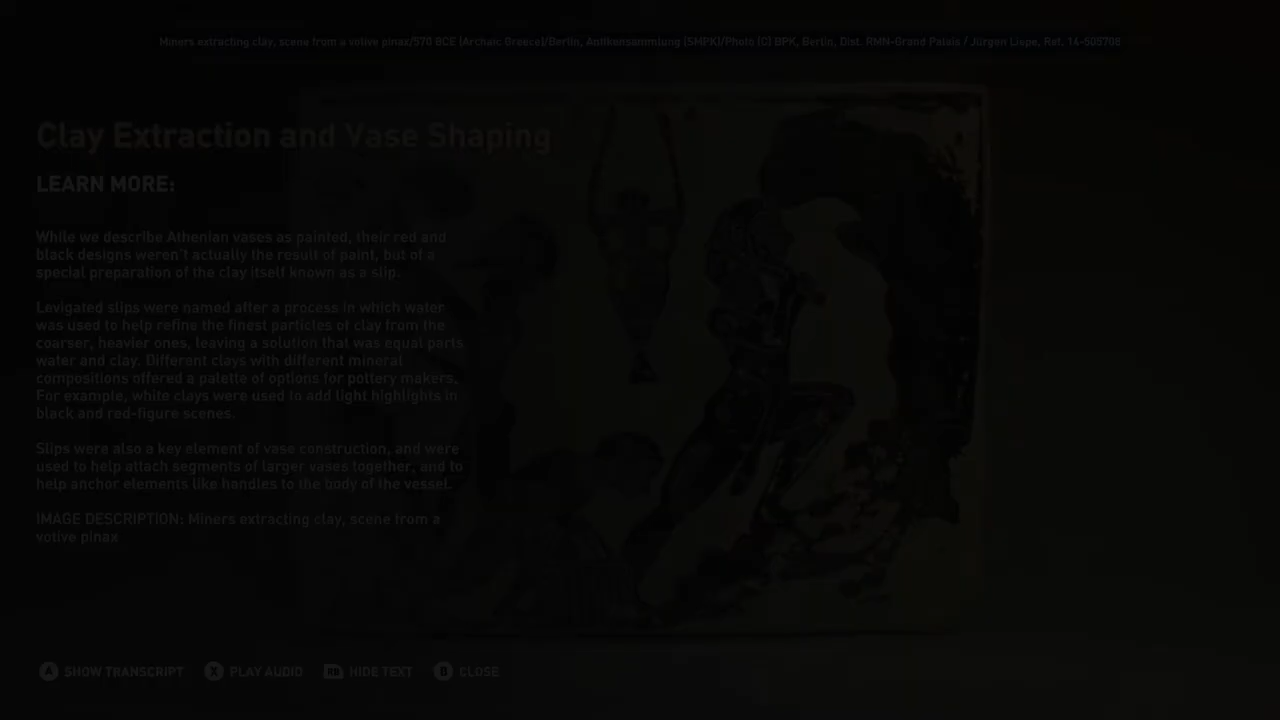 Miners extracting clay, scene from a votive pinax/570 BCE (Archaic Greece)/Berlin, Antikensammlung (SMPK)/Photo (C) BPK, Berlin, Dist. RMN-Grand Palais / Jürgen Liepe, Ref. 14-505708
Clay Extraction and Vase Shaping
LEARN MORE:
While we describe Athenian vases as painted, their red and
black designs weren't actually the result of paint, but of a
special preparation of the clay itself known as a slip.
Levigated slips were named after a process in which water
was used to help refine the finest particles of clay from the
coarser, heavier ones, leaving a solution that was equal parts
water and clay. Different clays with different mineral
compositions offered a palette of options for pottery makers.
For example, white clays were used to add light highlights in
black and red-figure scenes.
Slips were also a key element of vase construction, and were
used to help attach segments of larger vases together, and to
help anchor elements like handles to the body of the vessel.
IMAGE DESCRIPTION: Miners extracting clay, scene from a
votive pinax
A SHOW TRANSCRIPT X PLAY AUDIO RB HIDE TEXT B CLOSE